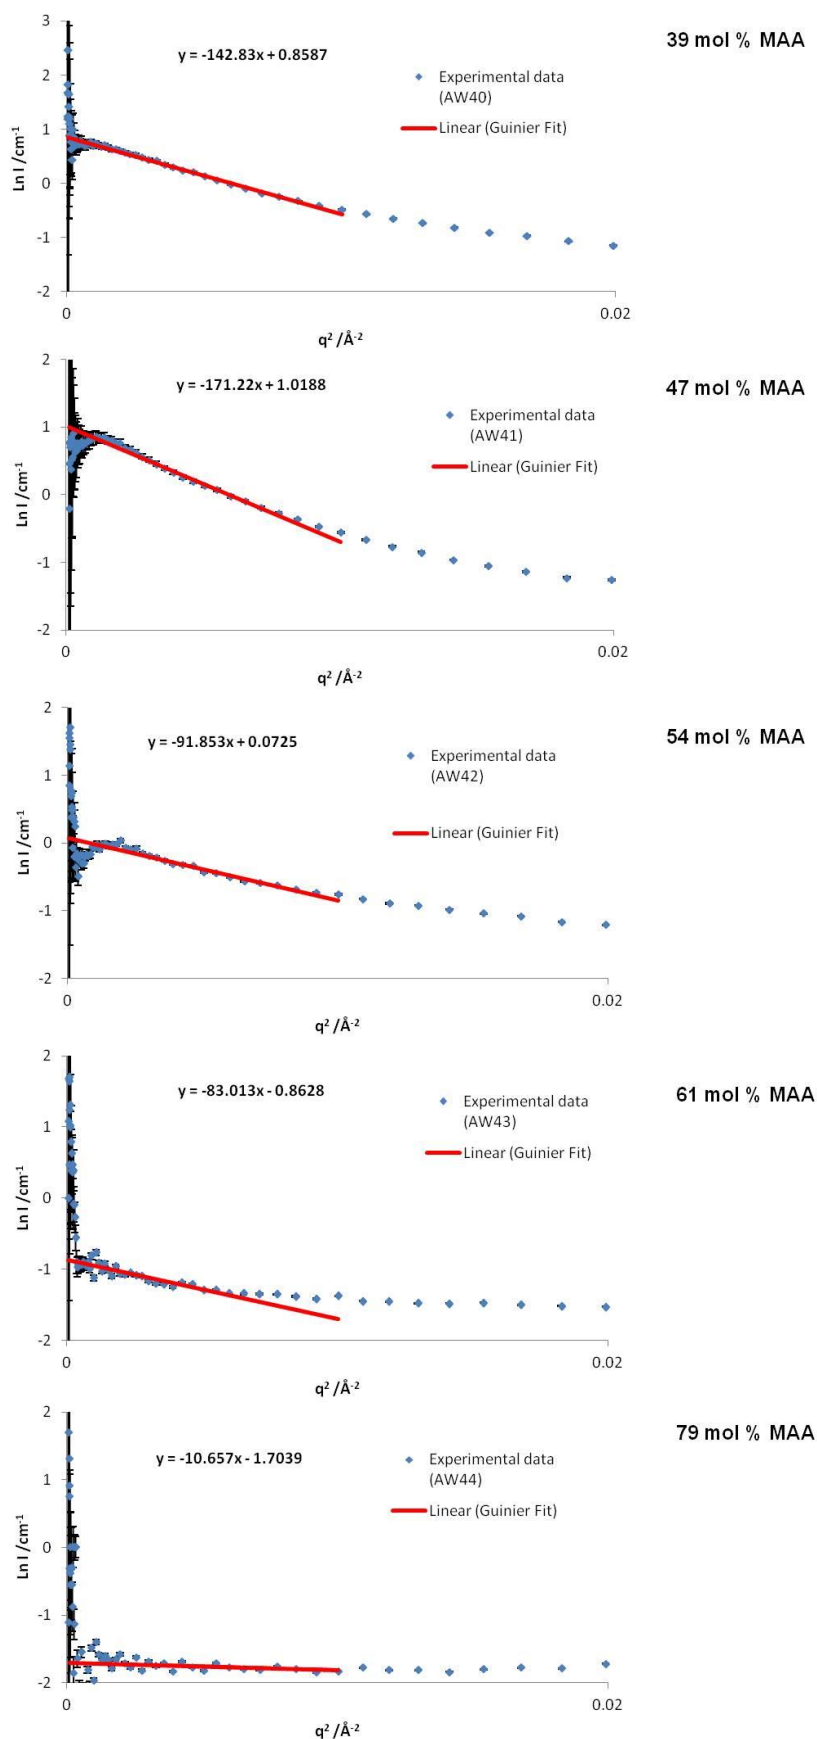 39 mol % MAA
y = -142.83x + 0.8587
Experimental data
(AW40)
Linear (Guinier Fit)
Ln I /cm⁻¹
3
2
1
0
-1
-2
0
0.02
q² /Å⁻²
47 mol % MAA
y = -171.22x + 1.0188
Experimental data
(AW41)
Linear (Guinier Fit)
Ln I /cm⁻¹
2
1
0
-1
-2
0
0.02
q² /Å⁻²
54 mol % MAA
y = -91.853x + 0.0725
Experimental data
(AW42)
Linear (Guinier Fit)
Ln I /cm⁻¹
2
1
0
-1
-2
0
0.02
q² /Å⁻²
61 mol % MAA
y = -83.013x - 0.8628
Experimental data
(AW43)
Linear (Guinier Fit)
Ln I /cm⁻¹
2
1
0
-1
-2
0
0.02
q² /Å⁻²
79 mol % MAA
y = -10.657x - 1.7039
Experimental data
(AW44)
Linear (Guinier Fit)
Ln I /cm⁻¹
2
1
0
-1
-2
0
0.02
q² /Å⁻²